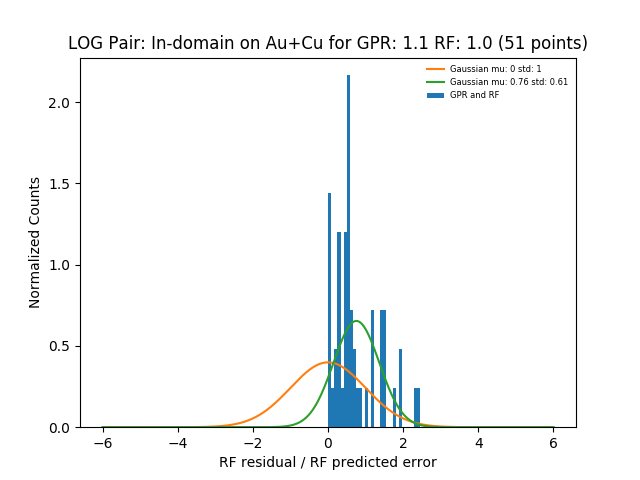 LOG Pair: In-domain on Au+Cu for GPR: 1.1 RF: 1.0 (51 points)
Gaussian mu: 0 std: 1
Gaussian mu: 0.76 std: 0.61
GPR and RF
Normalized Counts
2.0
1.5
1.0
0.5
0.0
−6 −4 −2 0 2 4 6
RF residual / RF predicted error